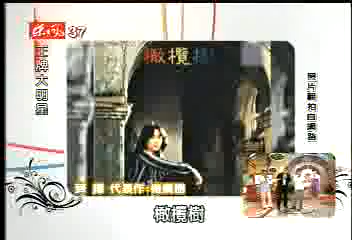 東風37
王牌大明星
橄欖樹
照片翻拍自網路
齊 豫 代表作:橄欖樹
橄欖樹